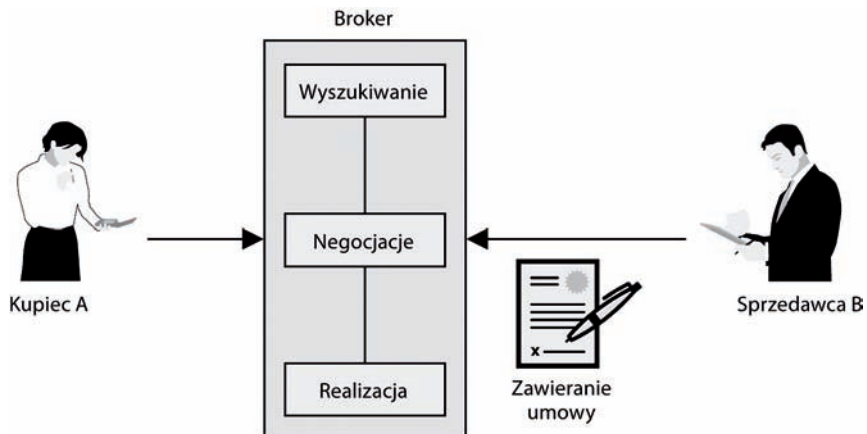 Broker
Wyszukiwanie
Negocjacje
Kupiec A
Sprzedawca B
x
Realizacja
Zawieranie
umowy